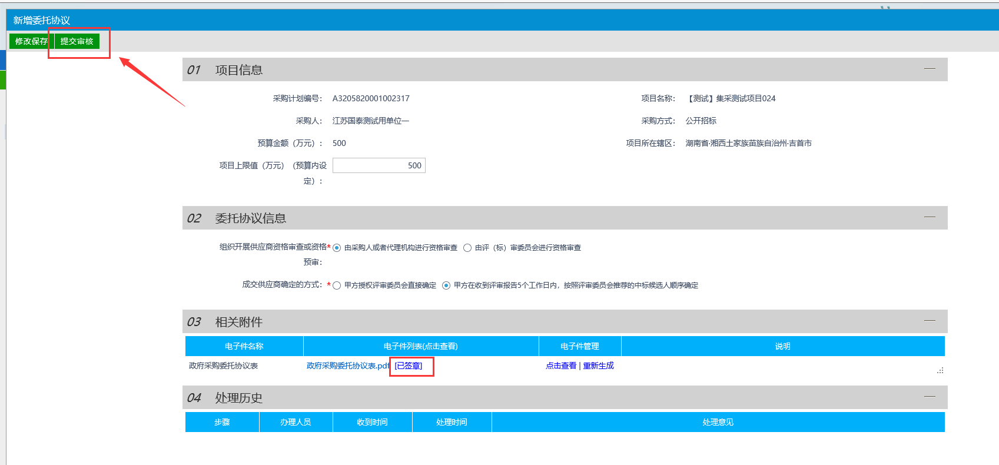 新增委托协议
修改保存 提交审核
01 项目信息
采购计划编号： A3205820001002317 项目名称： 【测试】集采测试项目024
采购人： 江苏国泰测试用单位一 采购方式： 公开招标
预算金额（万元）： 500 项目所在辖区： 湖南省·湘西土家族苗族自治州·吉首市
项目上限值（万元）（预算内设 500
定）：
02 委托协议信息
组织开展供应商资格审查或资格* 由采购人或者代理机构进行资格审查 由评（标）审委员会进行资格审查
预审：
成交供应商确定的方式：* 甲方授权评审委员会直接确定 甲方在收到评审报告5个工作日内，按照评审委员会推荐的中标候选人顺序确定
03 相关附件
电子件名称 电子件列表(点击查看) 电子件管理 说明
政府采购委托协议表 政府采购委托协议表.pdf [已签章] 点击查看 | 重新生成
04 处理历史
步骤 办理人员 收到时间 处理时间 处理意见